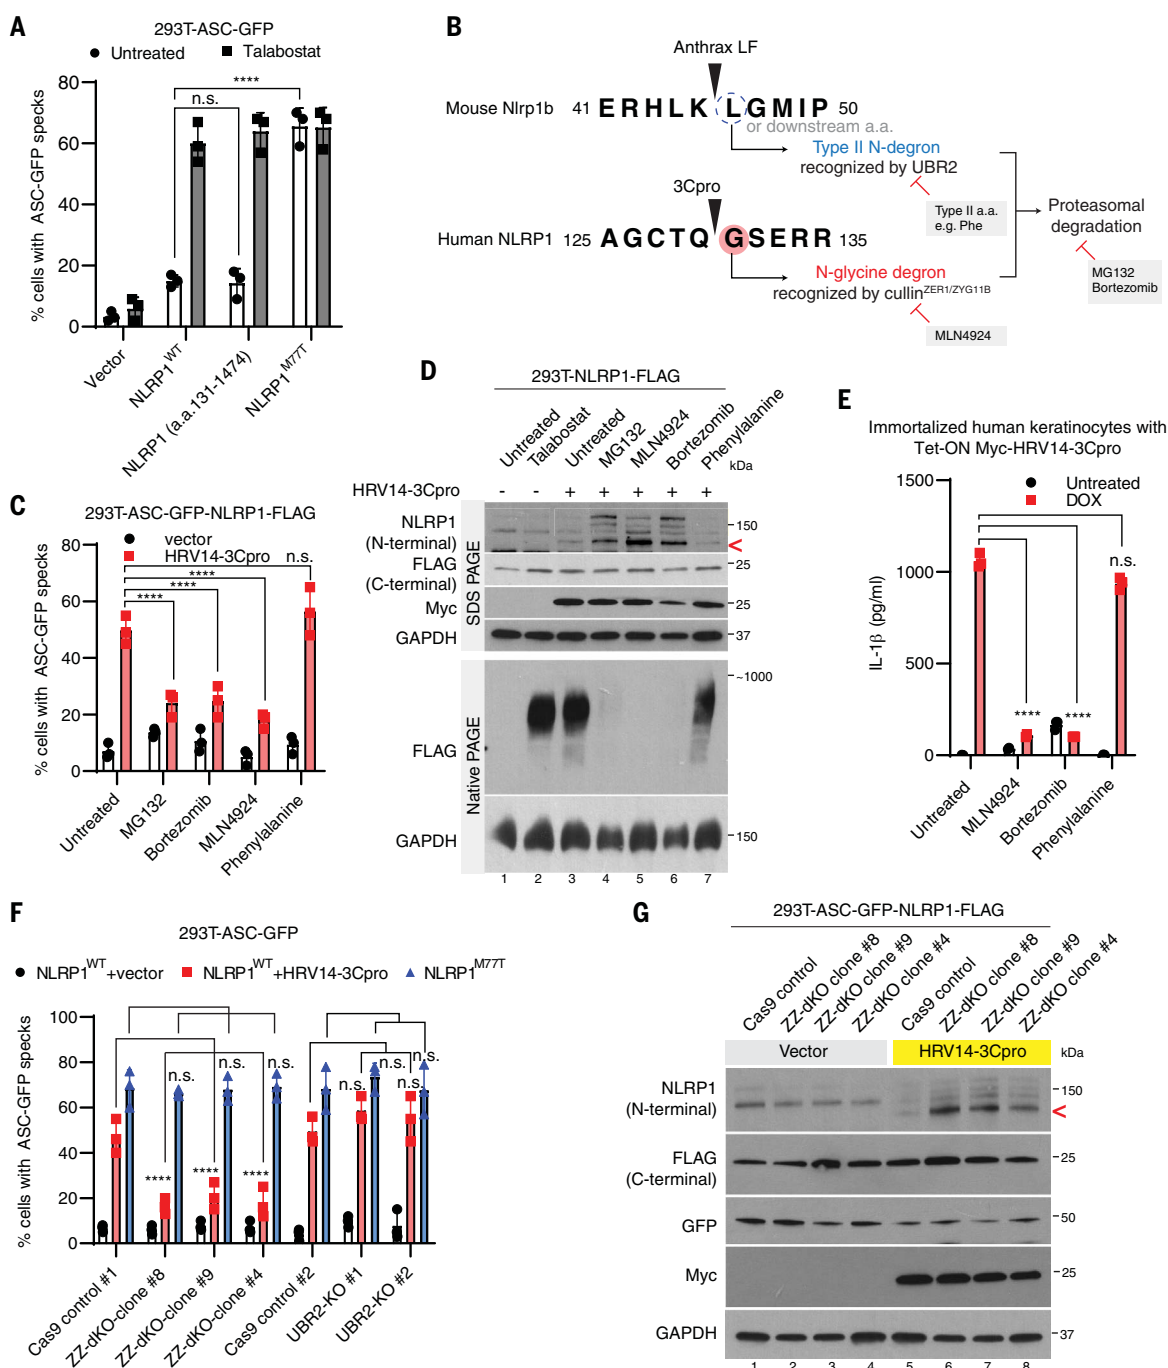 A
293T-ASC-GFP
Untreated
Talabostat
****
n.s.
% cells with ASC-GFP specks
80
60
40
20
0
Vector
NLRP1WT
NLRP1 (a.a.131-1474)
NLRP1M77T
B
Anthrax LF
Mouse Nlrp1b 41 ERHLK LGMIP 50
or downstream a.a.
Type II N-degron
recognized by UBR2
Type II a.a.
e.g. Phe
3Cpro
Human NLRP1 125 AGCTQ GSERR 135
N-glycine degron
recognized by cullinZER1/ZYG11B
MLN4924
Proteasomal
degradation
MG132
Bortezomib
C
293T-ASC-GFP-NLRP1-FLAG
vector
HRV14-3Cpro
n.s.
****
****
****
% cells with ASC-GFP specks
80
60
40
20
0
Untreated
MG132
Bortezomib
MLN4924
Phenylalanine
D
293T-NLRP1-FLAG
Untreated
Talabostat
Untreated
MG132
MLN4924
Bortezomib
Phenylalanine
kDa
HRV14-3Cpro - - + + + + +
NLRP1
(N-terminal)
150
<
FLAG
(C-terminal)
25
Myc
25
GAPDH
37
SDS PAGE
~1000
FLAG
GAPDH
150
Native PAGE
1 2 3 4 5 6 7
E
Immortalized human keratinocytes with
Tet-ON Myc-HRV14-3Cpro
Untreated
DOX
n.s.
****
****
IL-1β (pg/ml)
1500
1000
500
0
Untreated
MLN4924
Bortezomib
Phenylalanine
F
293T-ASC-GFP
NLRP1WT+vector
NLRP1WT+HRV14-3Cpro
NLRP1M77T
% cells with ASC-GFP specks
100
80
60
40
20
0
n.s.
n.s.
n.s.
n.s.
n.s.
n.s.
n.s.
****
****
****
Cas9 control #1
ZZ-dKO-clone #8
ZZ-dKO-clone #9
ZZ-dKO-clone #4
Cas9 control #2
UBR2-KO #1
UBR2-KO #2
G
293T-ASC-GFP-NLRP1-FLAG
Cas9 control
ZZ-dKO clone #8
ZZ-dKO clone #9
ZZ-dKO clone #4
Cas9 control
ZZ-dKO clone #8
ZZ-dKO clone #9
ZZ-dKO clone #4
Vector
HRV14-3Cpro
kDa
NLRP1
(N-terminal)
150
<
FLAG
(C-terminal)
25
GFP
50
Myc
25
GAPDH
37
1 2 3 4 5 6 7 8